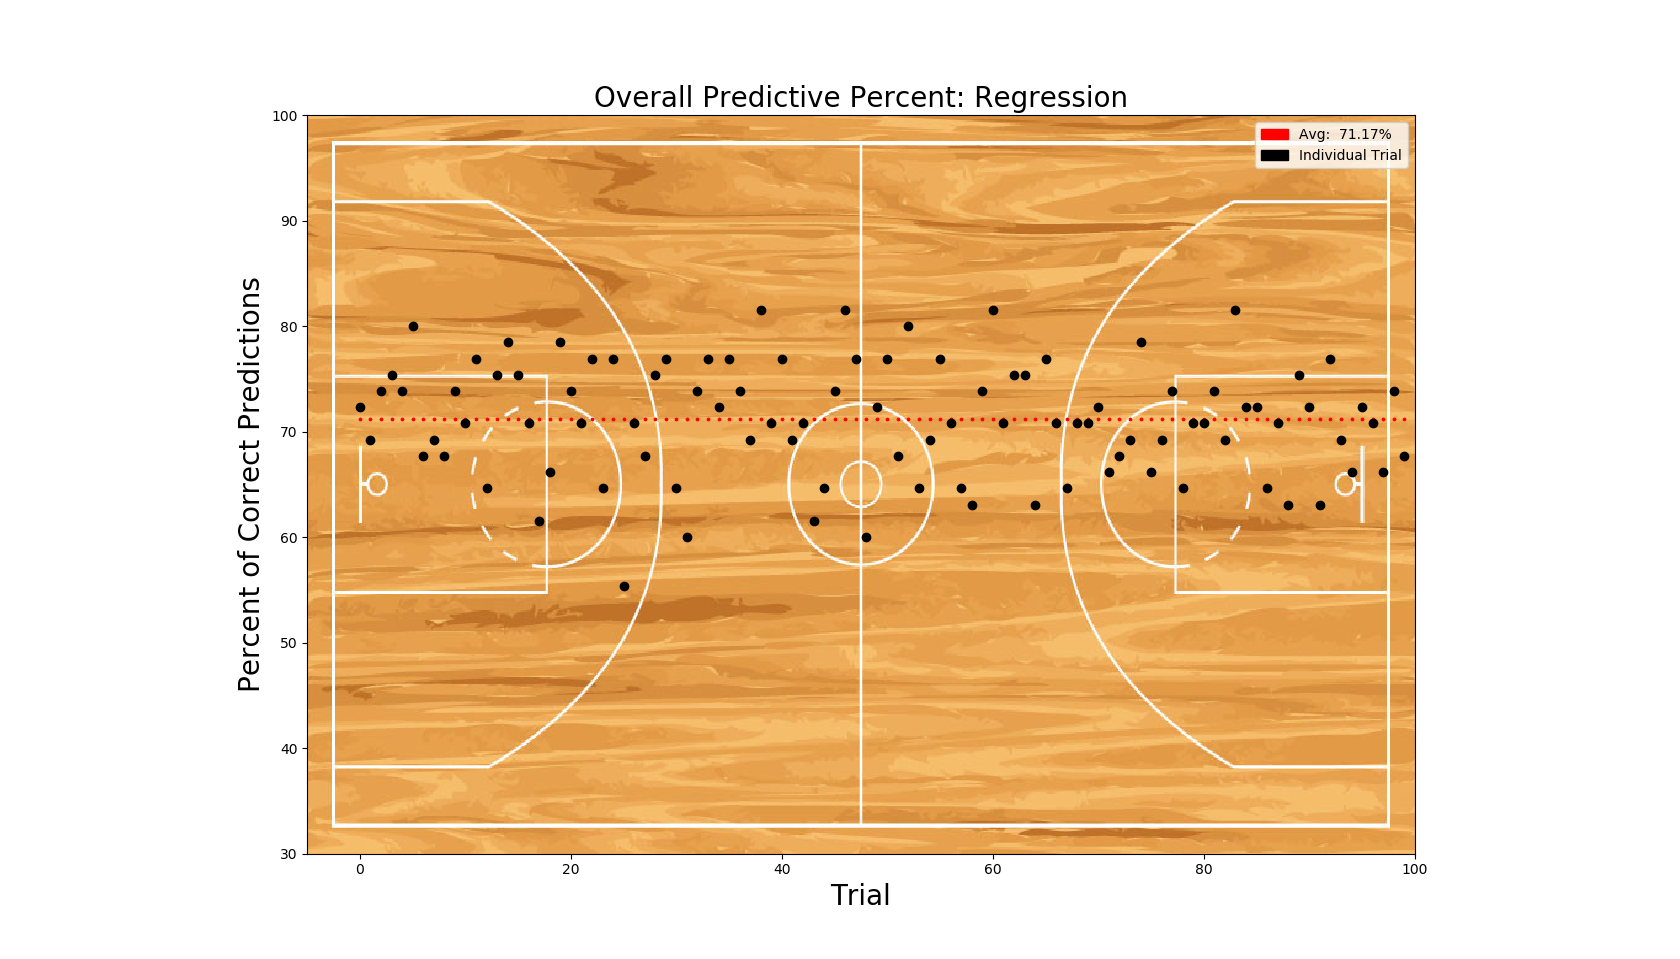 Overall Predictive Percent: Regression
Avg:  71.17%
Individual Trial
Percent of Correct Predictions
100
90
80
70
60
50
40
30
0 20 40 60 80 100
Trial